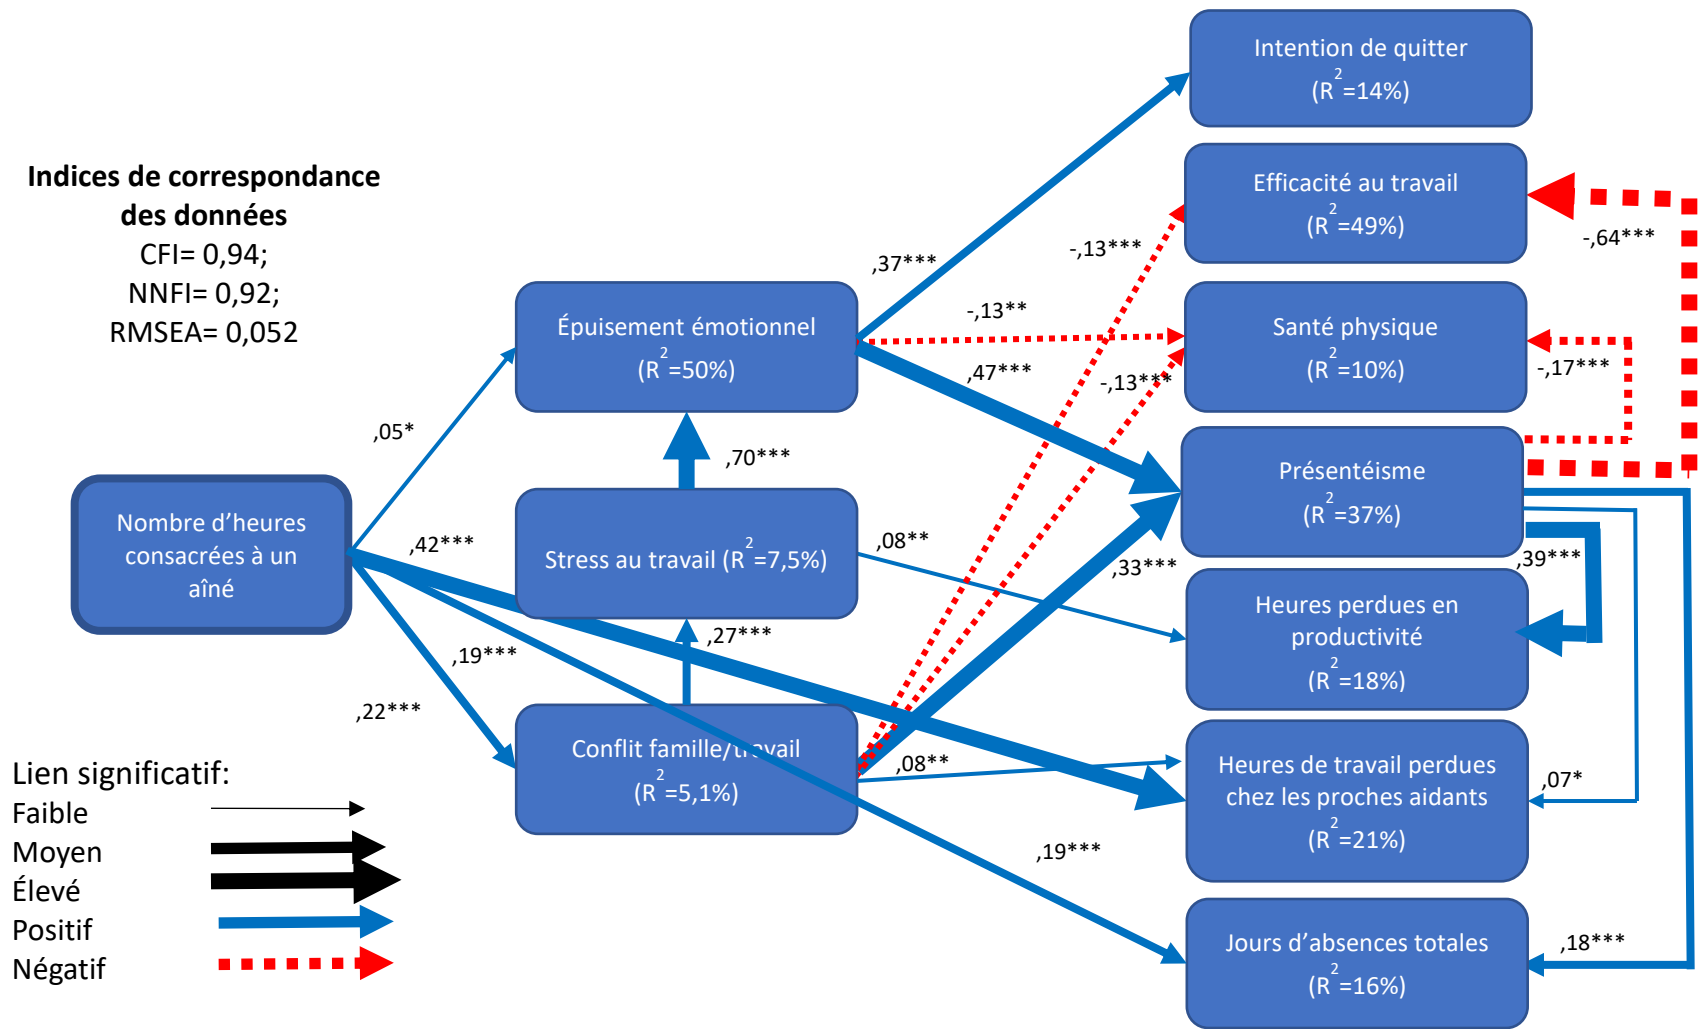 Intention de quitter
(R²=14%)
Indices de correspondance
des données
CFI= 0,94;
NNFI= 0,92;
RMSEA= 0,052
Efficacité au travail
(R²=49%)
-,64***
,37***
-,13***
Épuisement émotionnel
(R²=50%)
-,13**
Santé physique
(R²=10%)
-,17***
,47***
-,13***
,05*
,70***
Présentéisme
(R²=37%)
Nombre d’heures
consacrées à un
aîné
,42***
Stress au travail (R²=7,5%)
,08**
,33***
,39***
Heures perdues en
productivité
(R²=18%)
,27***
,19***
,22***
Conflit famille/travail
(R²=5,1%)
,08**
Heures de travail perdues
chez les proches aidants
(R²=21%)
,07*
Lien significatif:
Faible
Moyen
Élevé
Positif
Négatif
,19***
Jours d’absences totales
(R²=16%)
,18***